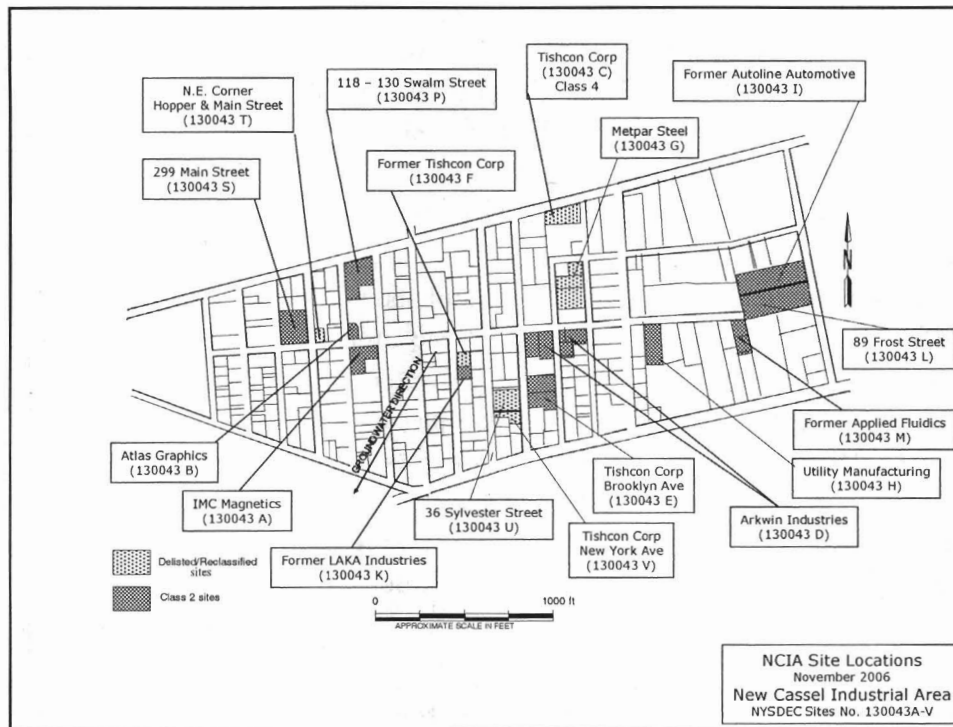 Tishcon Corp
(130043 C)
Class 4
Former Autoline Automotive
(130043 I)
118 – 130 Swalm Street
(130043 P)
N.E. Corner
Hopper & Main Street
(130043 T)
Metpar Steel
(130043 G)
Former Tishcon Corp
(130043 F
299 Main Street
(130043 S)
N
89 Frost Street
(130043 L)
GROUNDWATER DIRECTION
Former Applied Fluidics
(130043 M)
Atlas Graphics
(130043 B)
Tishcon Corp
Brooklyn Ave
(130043 E)
Utility Manufacturing
(130043 H)
IMC Magnetics
(130043 A)
36 Sylvester Street
(130043 U)
Arkwin Industries
(130043 D)
Tishcon Corp
New York Ave
(130043 V)
Former LAKA Industries
(130043 K)
Delisted/Reclassified
sites
Class 2 sites
0 1000 ft
APPROXIMATE SCALE IN FEET
NCIA Site Locations
November 2006
New Cassel Industrial Area
NYSDEC Sites No. 130043A-V